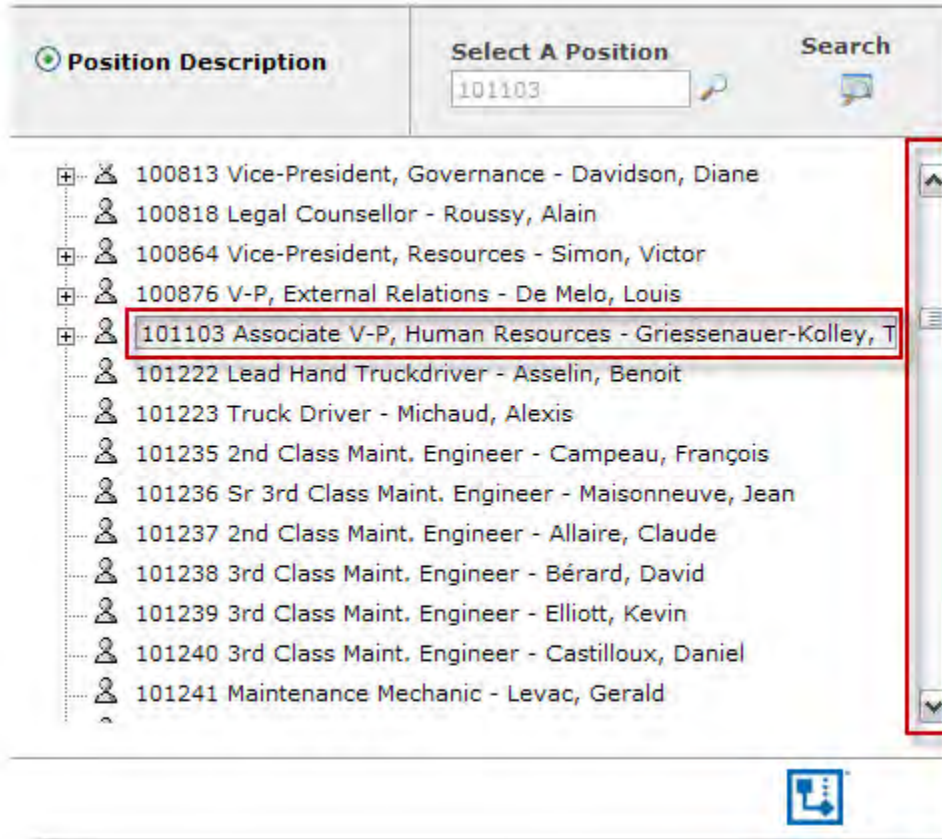 Position Description
Select A Position
Search
101103
100813 Vice-President, Governance - Davidson, Diane
100818 Legal Counsellor - Roussy, Alain
100864 Vice-President, Resources - Simon, Victor
100876 V-P, External Relations - De Melo, Louis
101103 Associate V-P, Human Resources - Griessenauer-Kolley, T
101222 Lead Hand Truckdriver - Asselin, Benoit
101223 Truck Driver - Michaud, Alexis
101235 2nd Class Maint. Engineer - Campeau, François
101236 Sr 3rd Class Maint. Engineer - Maisonneuve, Jean
101237 2nd Class Maint. Engineer - Allaire, Claude
101238 3rd Class Maint. Engineer - Bérard, David
101239 3rd Class Maint. Engineer - Elliott, Kevin
101240 3rd Class Maint. Engineer - Castilloux, Daniel
101241 Maintenance Mechanic - Levac, Gerald